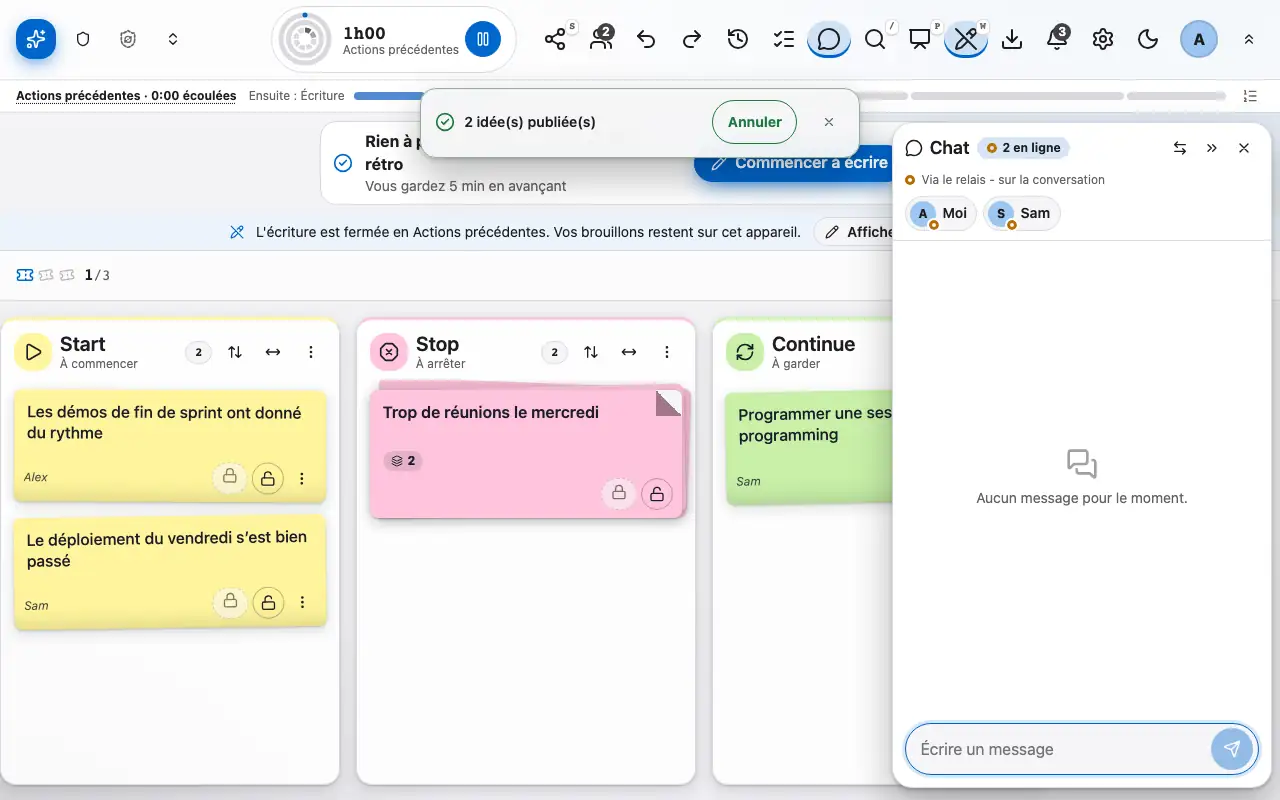 1h00
Actions précédentes
S
2
/
P
W
3
A
Actions précédentes · 0:00 écoulées
Ensuite : Écriture
2 idée(s) publiée(s)
Annuler
Rien à
rétro
Vous gardez 5 min en avançant
Commencer à écrire
L'écriture est fermée en Actions précédentes. Vos brouillons restent sur cet appareil.
1/3
Start
À commencer
2
Les démos de fin de sprint ont donné
du rythme
Alex
Le déploiement du vendredi s’est bien
passé
Sam
Stop
À arrêter
2
Trop de réunions le mercredi
2
Continue
À garder
Programmer une
programming
Sam
Chat
2 en ligne
Via le relais - sur la conversation
A
Moi
S
Sam
Aucun message pour le moment.
Écrire un message